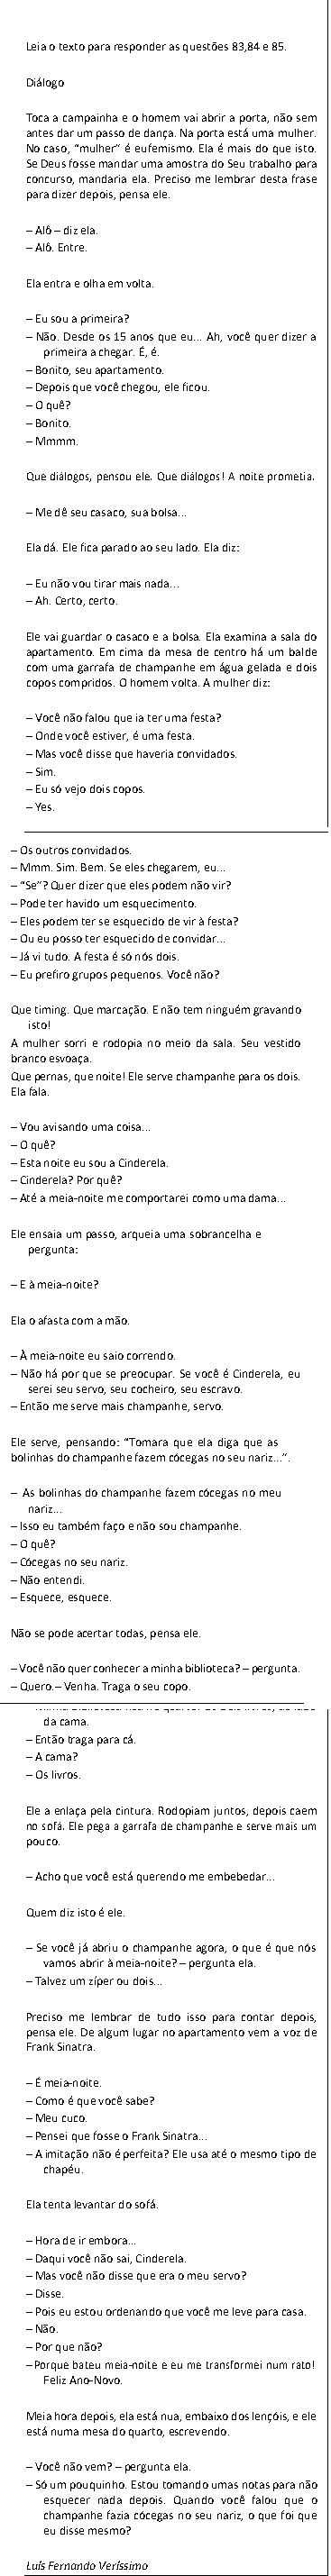 Leia o texto para responder as questões 83,84 e 85.
Diálogo
Toca a campainha e o homem vai abrir a porta, não sem
antes dar um passo de dança. Na porta está uma mulher.
No caso, “mulher” é eufemismo. Ela é mais do que isto.
Se Deus fosse mandar uma amostra do Seu trabalho para
concurso, mandaria ela. Preciso me lembrar desta frase
para dizer depois, pensa ele.
– Alô – diz ela.
– Alô. Entre.
Ela entra e olha em volta.
– Eu sou a primeira?
– Não. Desde os 15 anos que eu... Ah, você quer dizer a
primeira a chegar. É, é.
– Bonito, seu apartamento.
– Depois que você chegou, ele ficou.
– O quê?
– Bonito.
– Mmmm.
Que diálogos, pensou ele. Que diálogos! A noite prometia.
– Me dê seu casaco, sua bolsa...
Ela dá. Ele fica parado ao seu lado. Ela diz:
– Eu não vou tirar mais nada...
– Ah. Certo, certo.
Ele vai guardar o casaco e a bolsa. Ela examina a sala do
apartamento. Em cima da mesa de centro há um balde
com uma garrafa de champanhe em água gelada e dois
copos compridos. O homem volta. A mulher diz:
– Você não falou que ia ter uma festa?
– Onde você estiver, é uma festa.
– Mas você disse que haveria convidados.
– Sim.
– Eu só vejo dois copos.
– Yes.
– Os outros convidados.
– Mmm. Sim. Bem. Se eles chegarem, eu...
– “Se”? Quer dizer que eles podem não vir?
– Pode ter havido um esquecimento.
– Eles podem ter se esquecido de vir à festa?
– Ou eu posso ter esquecido de convidar...
– Já vi tudo. A festa é só nós dois.
– Eu prefiro grupos pequenos. Você não?
Que timing. Que marcação. E não tem ninguém gravando
isto!
A mulher sorri e rodopia no meio da sala. Seu vestido
branco esvoaça.
Que pernas, que noite! Ele serve champanhe para os dois.
Ela fala.
– Vou avisando uma coisa...
– O quê?
– Esta noite eu sou a Cinderela.
– Cinderela? Por quê?
– Até a meia-noite me comportarei como uma dama...
Ele ensaia um passo, arqueia uma sobrancelha e
pergunta:
– E à meia-noite?
Ela o afasta com a mão.
– À meia-noite eu saio correndo.
– Não há por que se preocupar. Se você é Cinderela, eu
serei seu servo, seu cocheiro, seu escravo.
– Então me serve mais champanhe, servo.
Ele serve, pensando: “Tomara que ela diga que as
bolinhas do champanhe fazem cócegas no seu nariz...”.
– As bolinhas do champanhe fazem cócegas no meu
nariz...
– Isso eu também faço e não sou champanhe.
– O quê?
– Cócegas no seu nariz.
– Não entendi.
– Esquece, esquece.
Não se pode acertar todas, pensa ele.
– Você não quer conhecer a minha biblioteca? – pergunta.
– Quero.– Venha. Traga o seu copo.
da cama.
– Então traga para cá.
– A cama?
– Os livros.
Ele a enlaça pela cintura. Rodopiam juntos, depois caem
no sofá. Ele pega a garrafa de champanhe e serve mais um
pouco.
– Acho que você está querendo me embebedar...
Quem diz isto é ele.
– Se você já abriu o champanhe agora, o que é que nós
vamos abrir à meia-noite? – pergunta ela.
– Talvez um zíper ou dois...
Preciso me lembrar de tudo isso para contar depois,
pensa ele. De algum lugar no apartamento vem a voz de
Frank Sinatra.
– É meia-noite.
– Como é que você sabe?
– Meu cuco.
– Pensei que fosse o Frank Sinatra...
– A imitação não é perfeita? Ele usa até o mesmo tipo de
chapéu.
Ela tenta levantar do sofá.
– Hora de ir embora...
– Daqui você não sai, Cinderela.
– Mas você não disse que era o meu servo?
– Disse.
– Pois eu estou ordenando que você me leve para casa.
– Não.
– Por que não?
–Porque bateu meia-noite e eu me transformei num rato!
Feliz Ano-Novo.
Meia hora depois, ela está nua, embaixo dos lençóis, e ele
está numa mesa do quarto, escrevendo.
– Você não vem? – pergunta ela.
– Só um pouquinho. Estou tomando umas notas para não
esquecer nada depois. Quando você falou que o
champanhe fazia cócegas no seu nariz, o que foi que
eu disse mesmo?
Luís Fernando Veríssimo